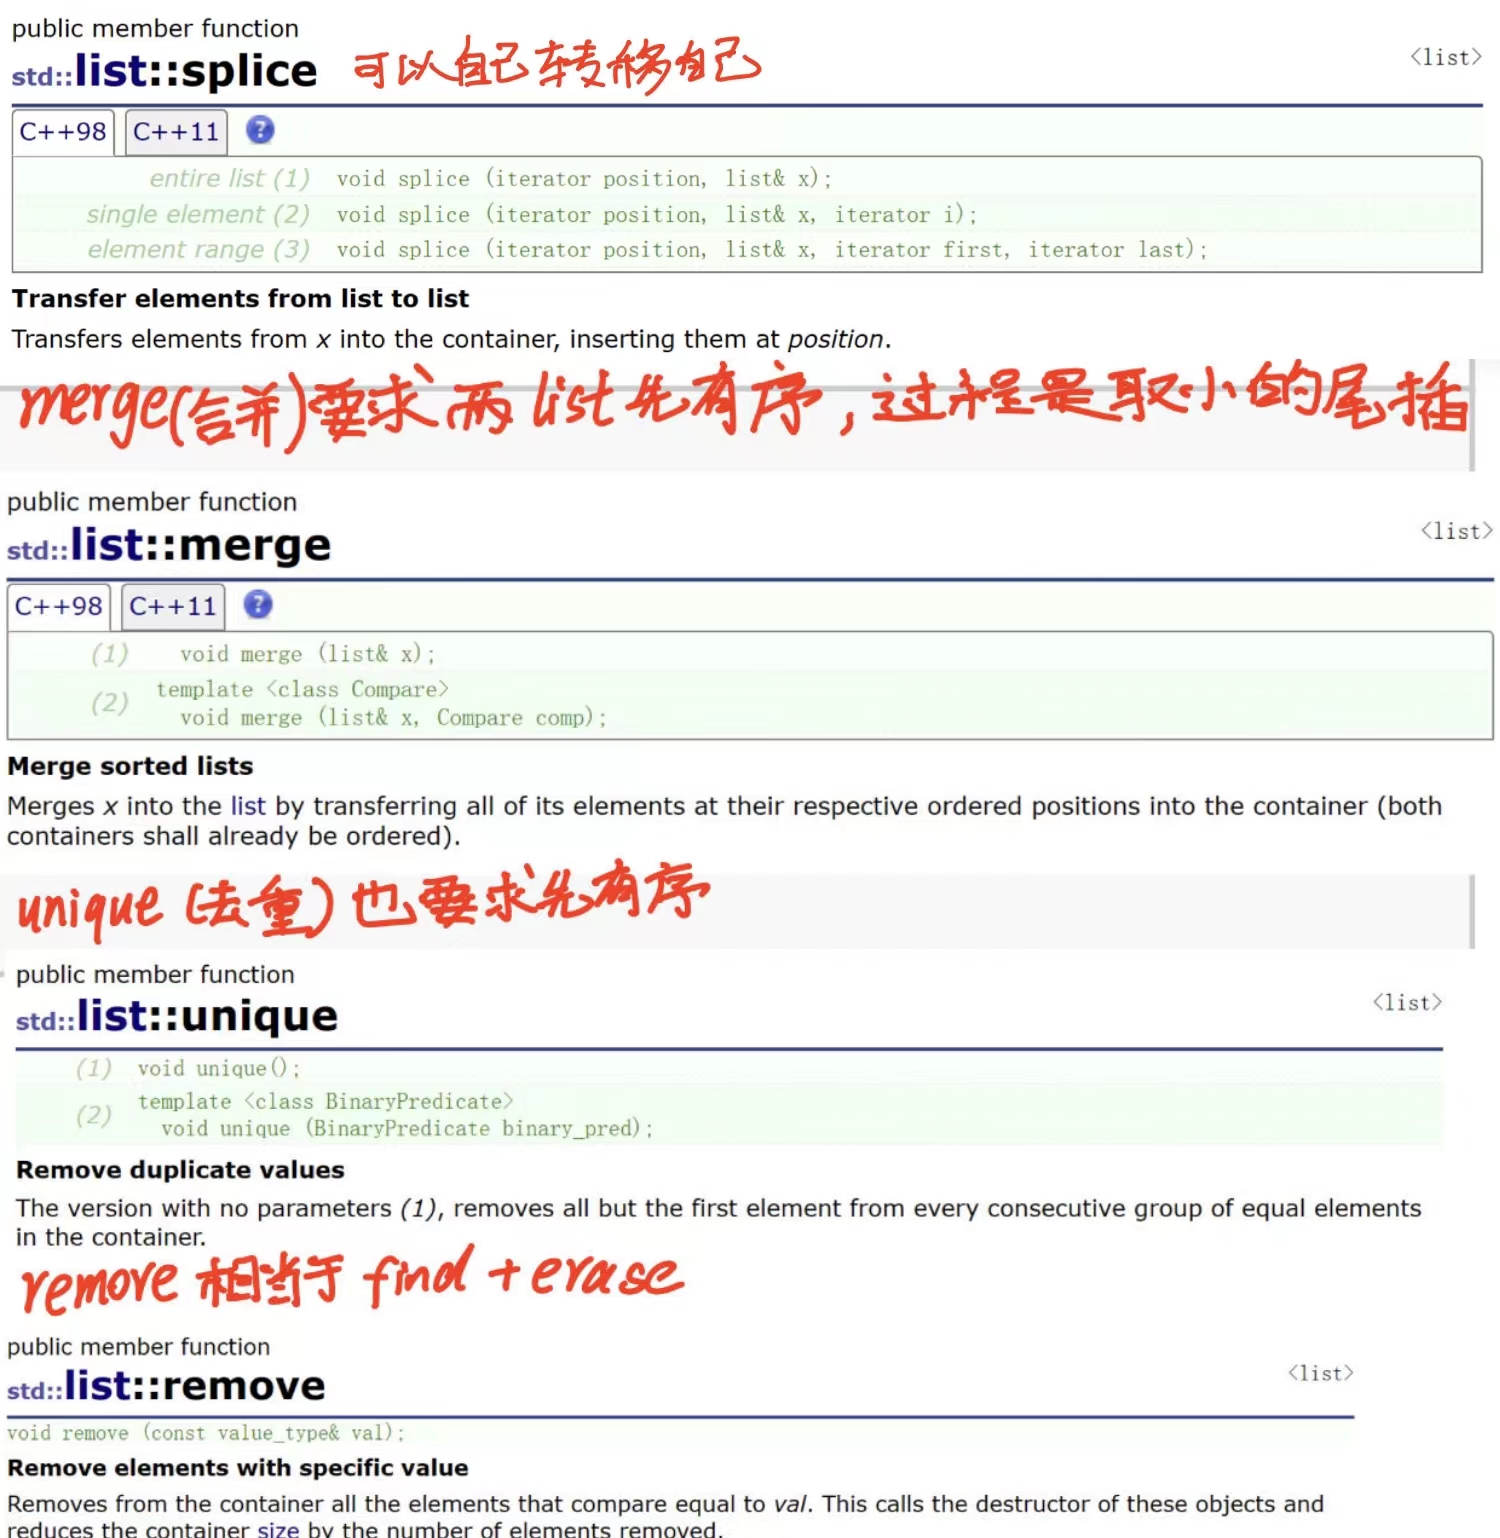 public member function
std::list::splice 可以自己转移自己 <list>
C++98 C++11 ?
entire list (1) void splice (iterator position, list& x);
single element (2) void splice (iterator position, list& x, iterator i);
element range (3) void splice (iterator position, list& x, iterator first, iterator last);
Transfer elements from list to list
Transfers elements from x into the container, inserting them at position.
merge(合并)要求两list先有序,过程是取小的尾插
public member function
std::list::merge <list>
C++98 C++11 ?
(1) void merge (list& x);
(2) template <class Compare>
void merge (list& x, Compare comp);
Merge sorted lists
Merges x into the list by transferring all of its elements at their respective ordered positions into the container (both
containers shall already be ordered).
unique (去重) 也要求先有序
public member function
std::list::unique <list>
(1) void unique();
(2) template <class BinaryPredicate>
void unique (BinaryPredicate binary_pred);
Remove duplicate values
The version with no parameters (1), removes all but the first element from every consecutive group of equal elements
in the container.
remove 相当于 find + erase
public member function
std::list::remove <list>
void remove (const value_type& val);
Remove elements with specific value
Removes from the container all the elements that compare equal to val. This calls the destructor of these objects and
reduces the container size by the number of elements removed.